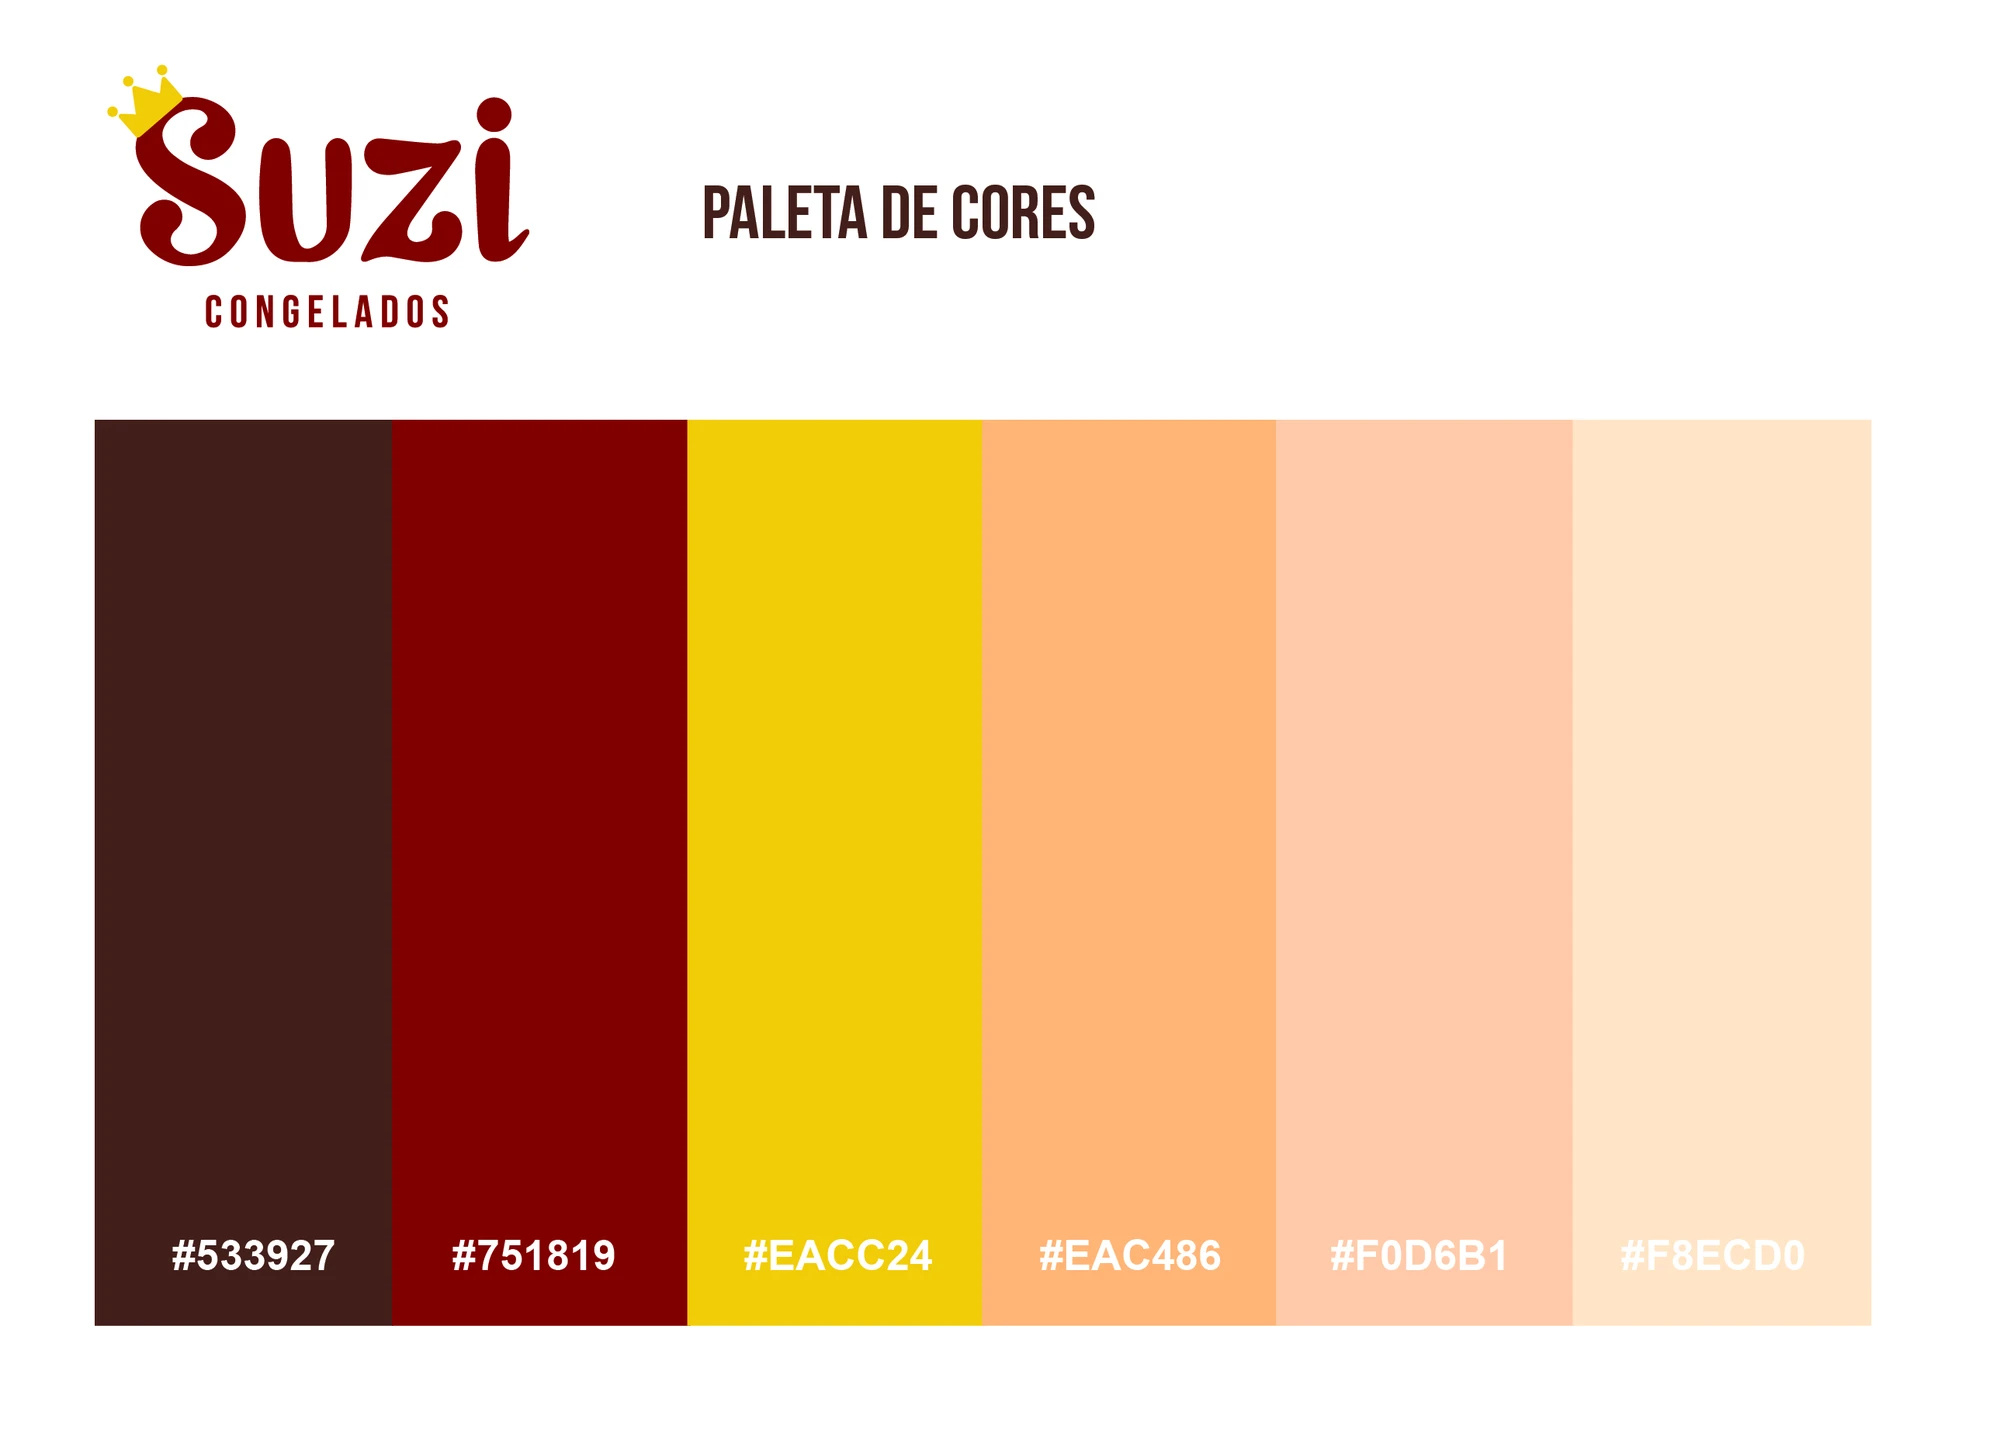 Suzi
CONGELADOS
PALETA DE CORES
#533927
#751819
#EACC24
#EAC486
#F0D6B1
#F8ECD0